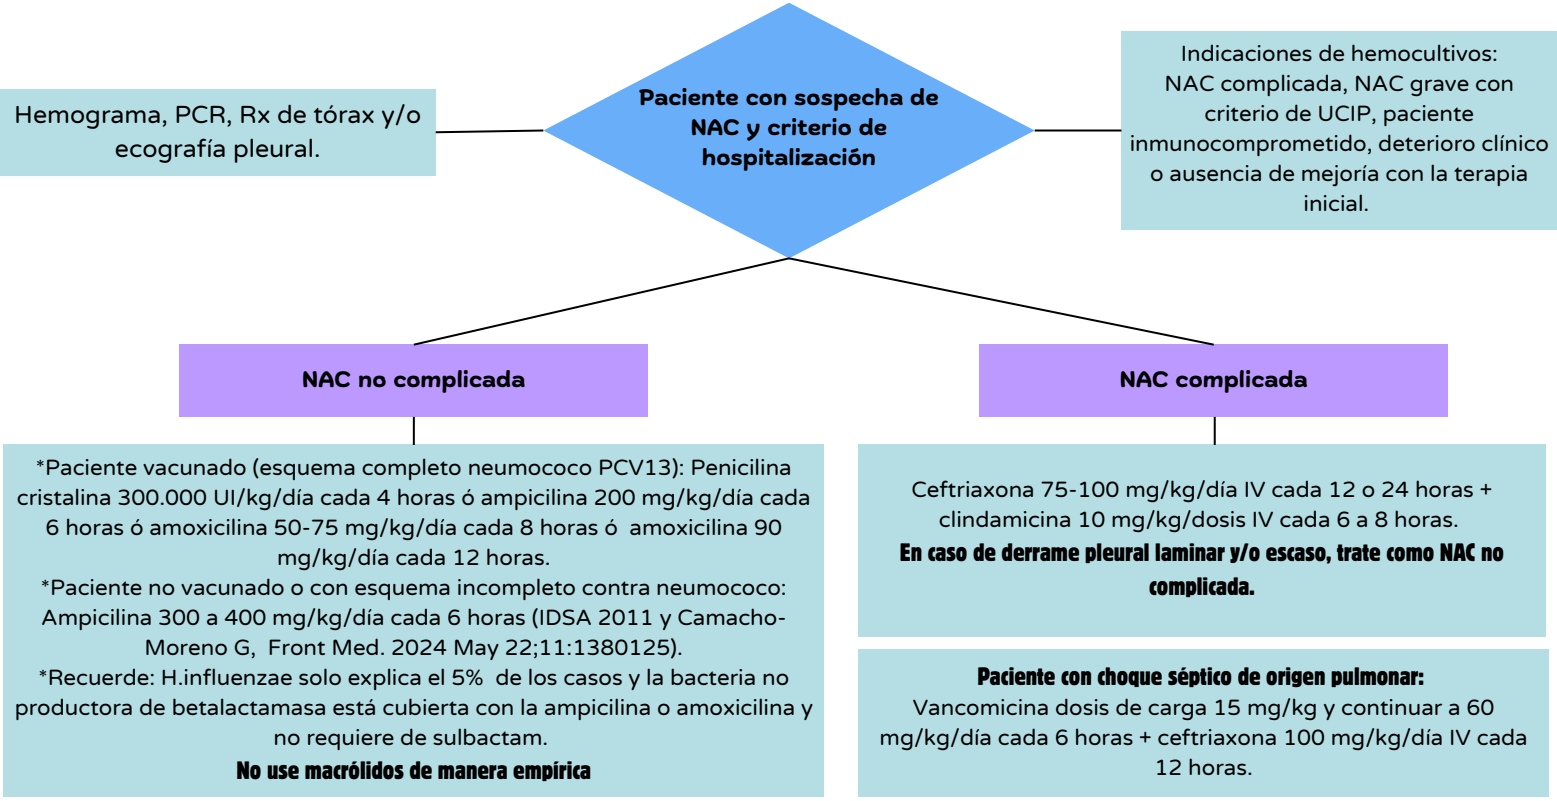 Paciente con sospecha de
NAC y criterio de
hospitalización
Hemograma, PCR, Rx de tórax y/o
ecografía pleural.
Indicaciones de hemocultivos:
NAC complicada, NAC grave con
criterio de UCIP, paciente
inmunocomprometido, deterioro clínico
o ausencia de mejoría con la terapia
inicial.
NAC no complicada
*Paciente vacunado (esquema completo neumococo PCV13): Penicilina
cristalina 300.000 UI/kg/día cada 4 horas ó ampicilina 200 mg/kg/día cada
6 horas ó amoxicilina 50-75 mg/kg/día cada 8 horas ó amoxicilina 90
mg/kg/día cada 12 horas.
*Paciente no vacunado o con esquema incompleto contra neumococo:
Ampicilina 300 a 400 mg/kg/día cada 6 horas (IDSA 2011 y Camacho-
Moreno G, Front Med. 2024 May 22;11:1380125).
*Recuerde: H.influenzae solo explica el 5% de los casos y la bacteria no
productora de betalactamasa está cubierta con la ampicilina o amoxicilina y
no requiere de sulbactam.
No use macrólidos de manera empírica
NAC complicada
Ceftriaxona 75-100 mg/kg/día IV cada 12 o 24 horas +
clindamicina 10 mg/kg/dosis IV cada 6 a 8 horas.
En caso de derrame pleural laminar y/o escaso, trate como NAC no
complicada.
Paciente con choque séptico de origen pulmonar:
Vancomicina dosis de carga 15 mg/kg y continuar a 60
mg/kg/día cada 6 horas + ceftriaxona 100 mg/kg/día IV cada
12 horas.